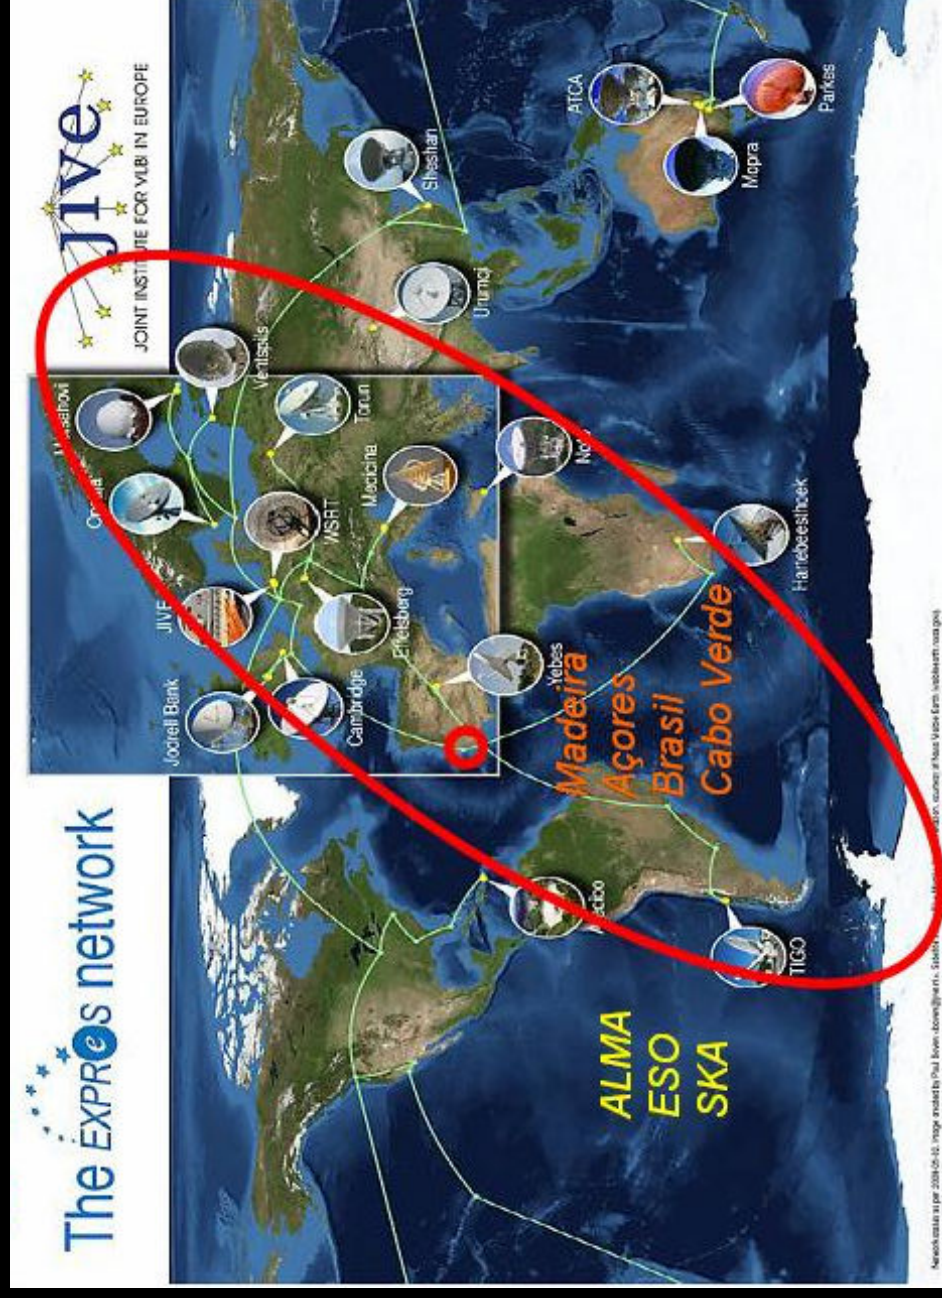 The EXPReS network
JIVE
JOINT INSTITUTE FOR VLBI IN EUROPE
Onsala
Jodrell Bank
JIVE
Ventspils
Cambridge
WSRT
Torun
Effelsberg
Medicina
Yebes
Noto
Urumqi
Sheshan
TIGO
Hartebeesthoek
ATCA
Mopra
Parkes
ALMA
ESO
SKA
Madeira
Açores
Brasil
Cabo Verde